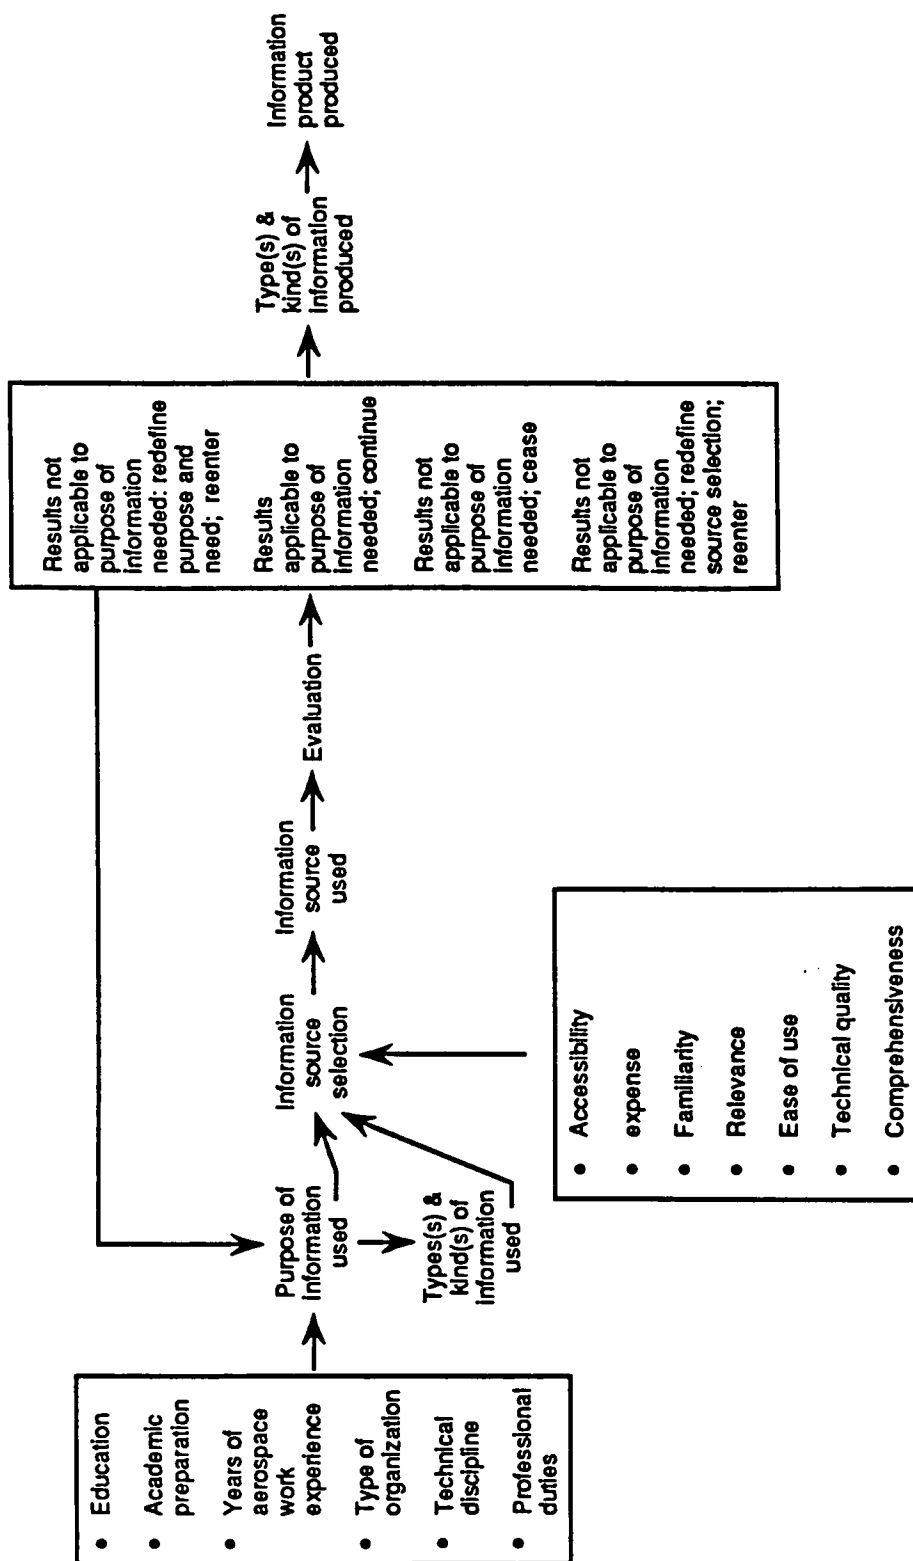 • Education
• Academic
preparation
• Years of
aerospace
work
experience
• Type of
organization
• Technical
discipline
• Professional
duties
Purpose of
information
used
Types(s) &
kind(s) of
information
used
Information
source
selection
• Accessibility
• expense
• Familiarity
• Relevance
• Ease of use
• Technical quality
• Comprehensiveness
Information
source
used
Evaluation
Results not
applicable to
purpose of
information
needed: redefine
purpose and
need; reenter
Results
applicable to
purpose of
information
needed; continue
Results not
applicable to
purpose of
information
needed; cease
Results not
applicable to
purpose of
information
needed; redefine
source selection;
reenter
Type(s) &
kind(s) of
information
produced
Information
product
produced